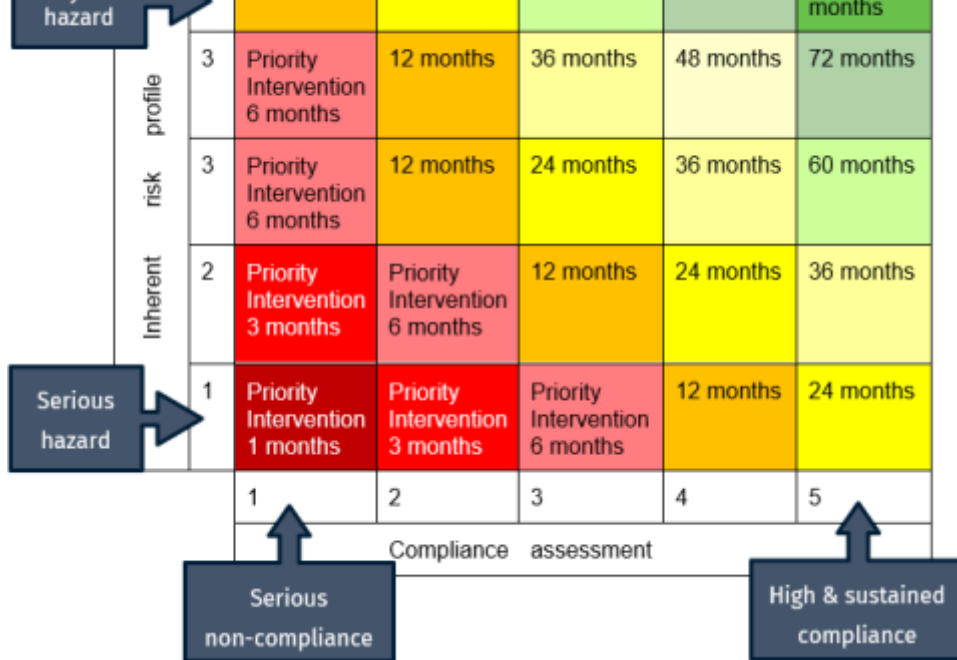 hazard
months
3 Priority 12 months 36 months 48 months 72 months
Intervention
6 months
3 Priority 12 months 24 months 36 months 60 months
Intervention
6 months
2 Priority Priority 12 months 24 months 36 months
Intervention Intervention
3 months 6 months
1 Priority Priority Priority 12 months 24 months
Intervention Intervention Intervention
1 months 3 months 6 months
1 2 3 4 5
Compliance assessment
Inherent risk profile
Serious
hazard
Serious
non-compliance
High & sustained
compliance